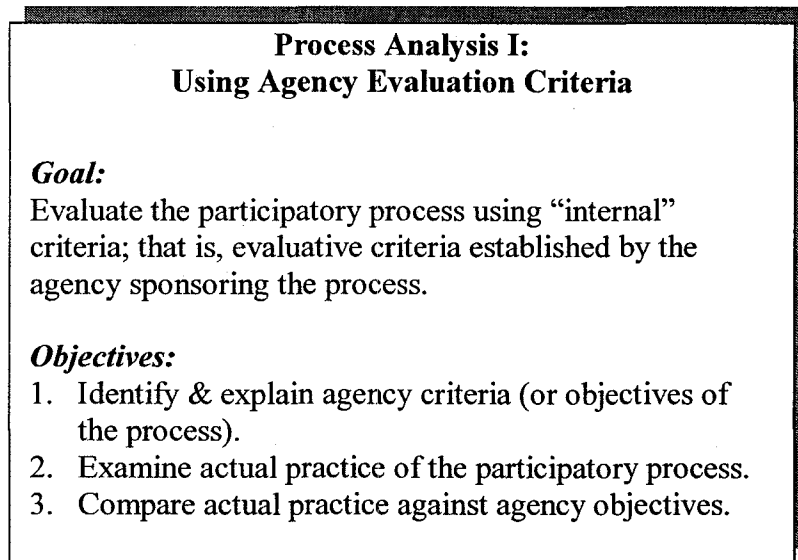 Process Analysis I:
Using Agency Evaluation Criteria
Goal:
Evaluate the participatory process using “internal”
criteria; that is, evaluative criteria established by the
agency sponsoring the process.
Objectives:
1. Identify & explain agency criteria (or objectives of
the process).
2. Examine actual practice of the participatory process.
3. Compare actual practice against agency objectives.